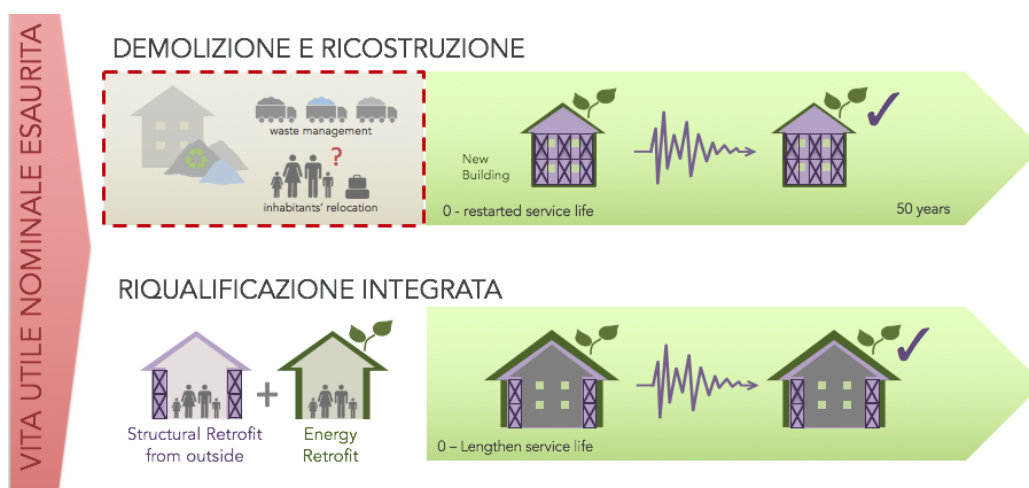 VITA UTILE NOMINALE ESAURITA
DEMOLIZIONE E RICOSTRUZIONE
waste management
?
inhabitants' relocation
New
Building
0 - restarted service life
50 years
RIQUALIFICAZIONE INTEGRATA
+
Structural Retrofit
from outside
Energy
Retrofit
0 – Lengthen service life